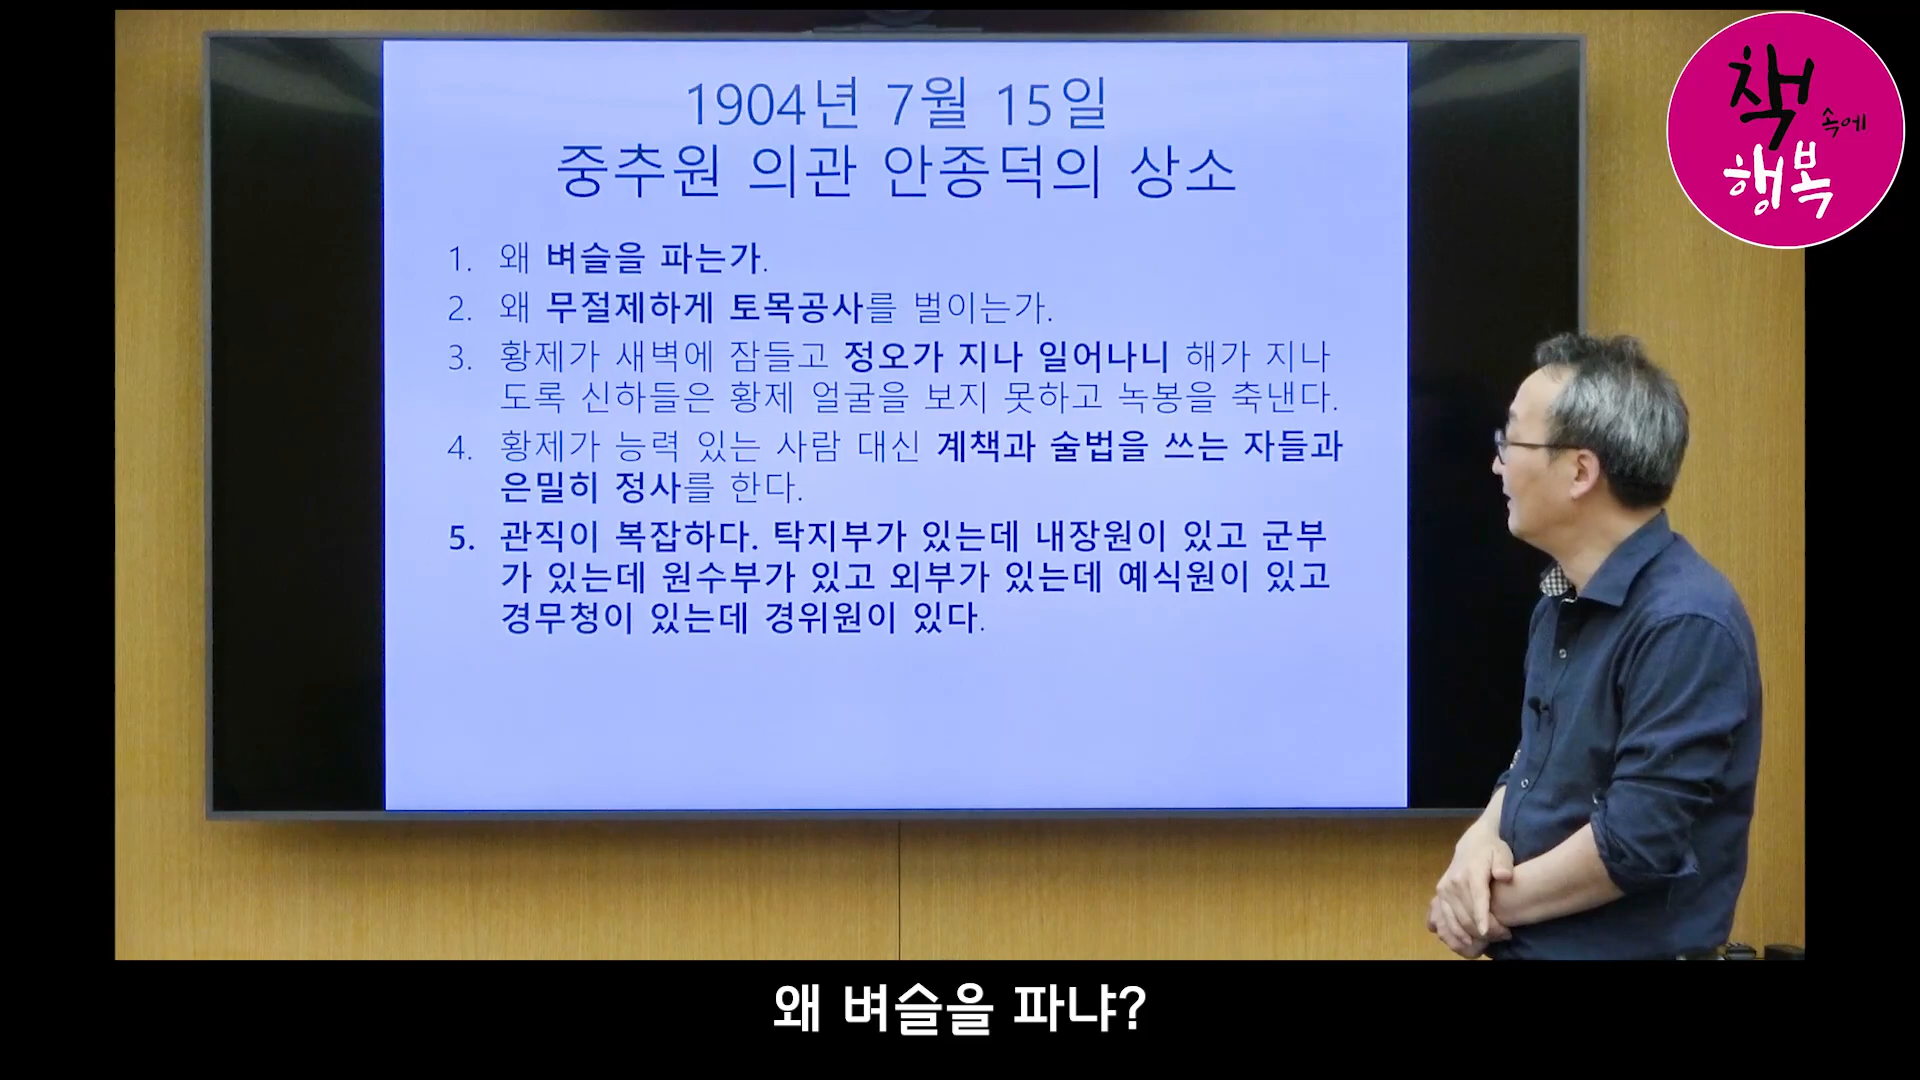 책
속에
행복
1904년 7월 15일
중추원 의관 안종덕의 상소
1. 왜 벼슬을 파는가.
2. 왜 무절제하게 토목공사를 벌이는가.
3. 황제가 새벽에 잠들고 정오가 지나 일어나니 해가 지나
도록 신하들은 황제 얼굴을 보지 못하고 녹봉을 축낸다.
4. 황제가 능력 있는 사람 대신 계책과 술법을 쓰는 자들과
은밀히 정사를 한다.
5. 관직이 복잡하다. 탁지부가 있는데 내장원이 있고 군부
가 있는데 원수부가 있고 외부가 있는데 예식원이 있고
경무청이 있는데 경위원이 있다.
왜 벼슬을 파냐?